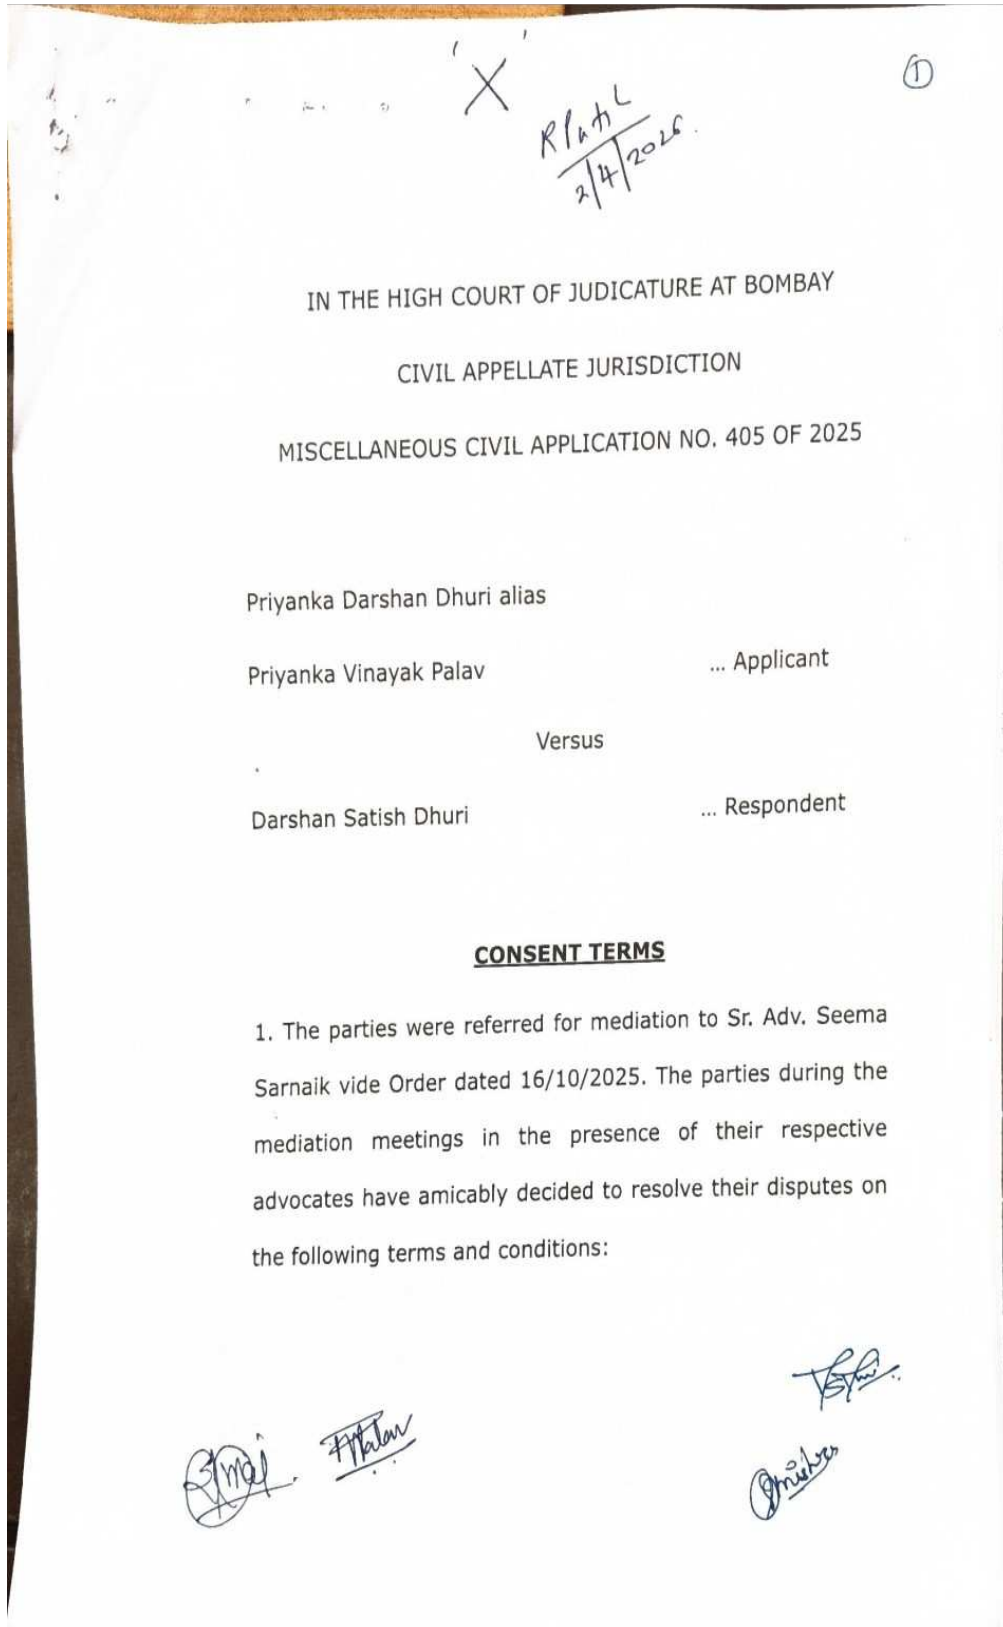 'X'
1
R Patil
2/4/2026.
IN THE HIGH COURT OF JUDICATURE AT BOMBAY
CIVIL APPELLATE JURISDICTION
MISCELLANEOUS CIVIL APPLICATION NO. 405 OF 2025
Priyanka Darshan Dhuri alias
Priyanka Vinayak Palav ... Applicant
Versus
Darshan Satish Dhuri ... Respondent
CONSENT TERMS
1. The parties were referred for mediation to Sr. Adv. Seema
Sarnaik vide Order dated 16/10/2025. The parties during the
mediation meetings in the presence of their respective
advocates have amicably decided to resolve their disputes on
the following terms and conditions: